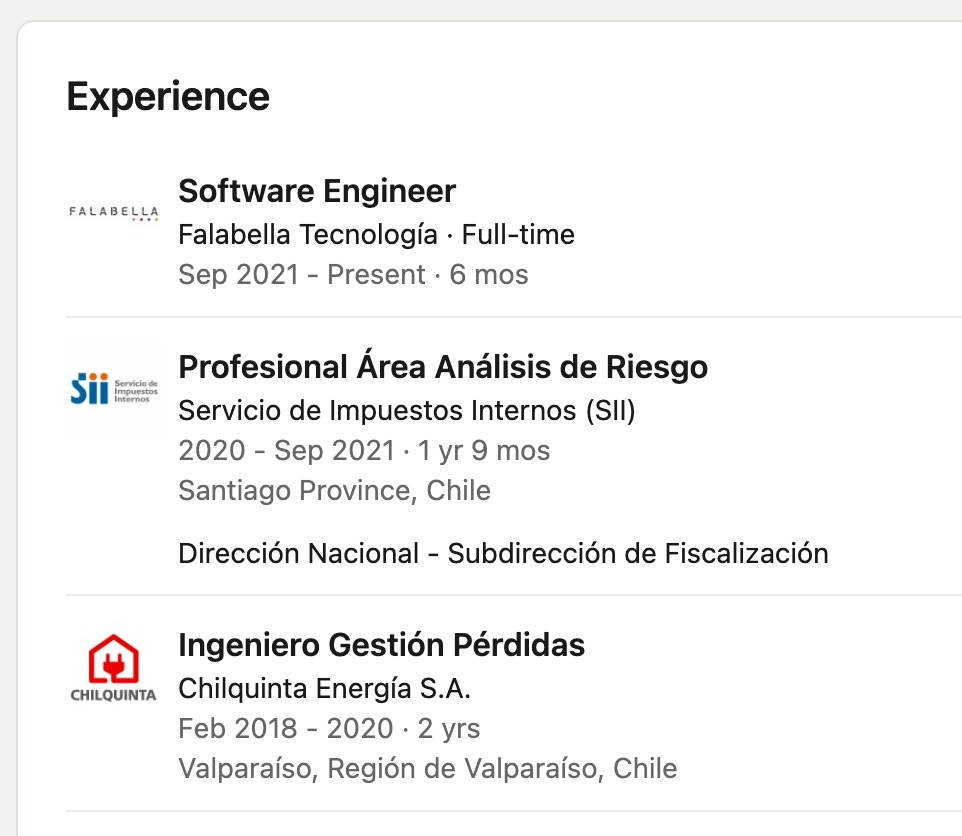 Experience
FALABELLA
Software Engineer
Falabella Tecnología · Full-time
Sep 2021 - Present · 6 mos
Sii Servicio de
Impuestos
Internos
Profesional Área Análisis de Riesgo
Servicio de Impuestos Internos (SII)
2020 - Sep 2021 · 1 yr 9 mos
Santiago Province, Chile
Dirección Nacional - Subdirección de Fiscalización
CHILQUINTA
Ingeniero Gestión Pérdidas
Chilquinta Energía S.A.
Feb 2018 - 2020 · 2 yrs
Valparaíso, Región de Valparaíso, Chile